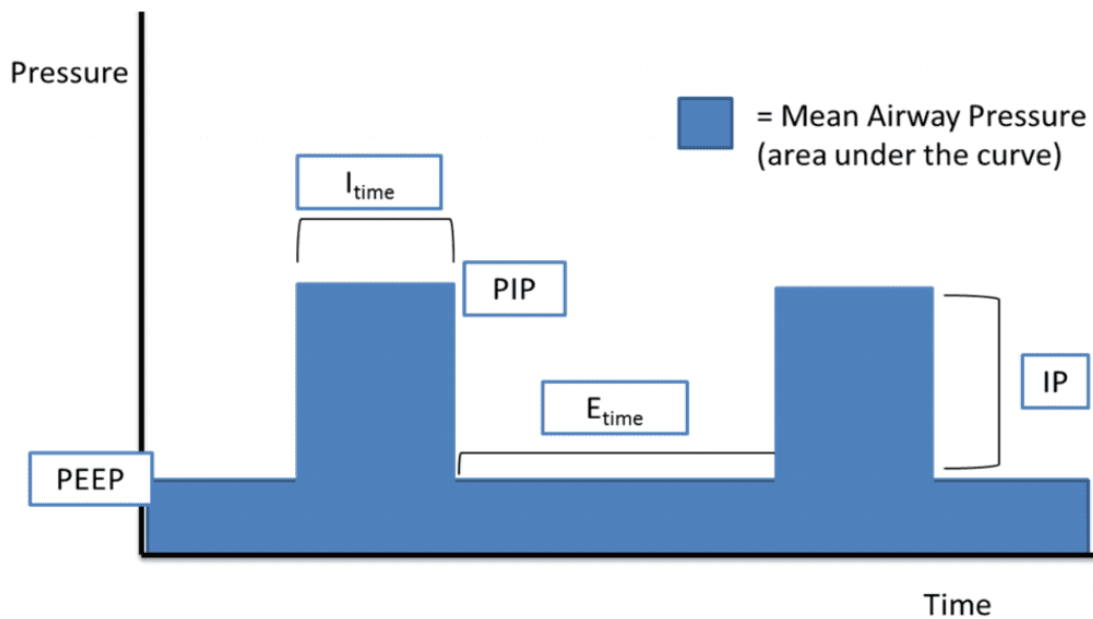 Pressure
= Mean Airway Pressure
(area under the curve)
Itime
PIP
IP
Etime
PEEP
Time